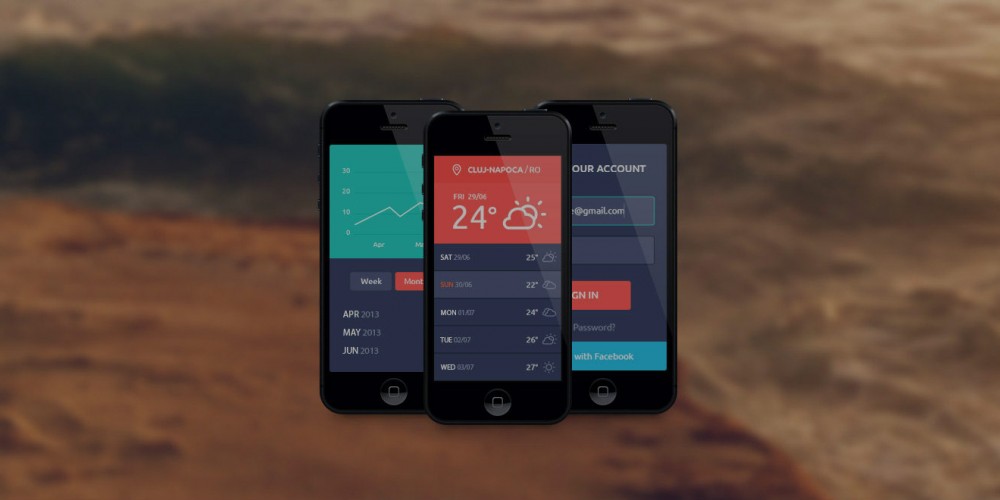 30
20
10
0
Apr
Week
APR 2013
MAY 2013
JUN 2013
CLUJ-NAPOCA / RO
FRI 29/06
24°
SAT 29/06 25°
SUN 30/06 22°
MON 01/07 24°
TUE 02/07 26°
WED 03/07 27°
OUR ACCOUNT
e@gmail.com
GN IN
Password?
with Facebook